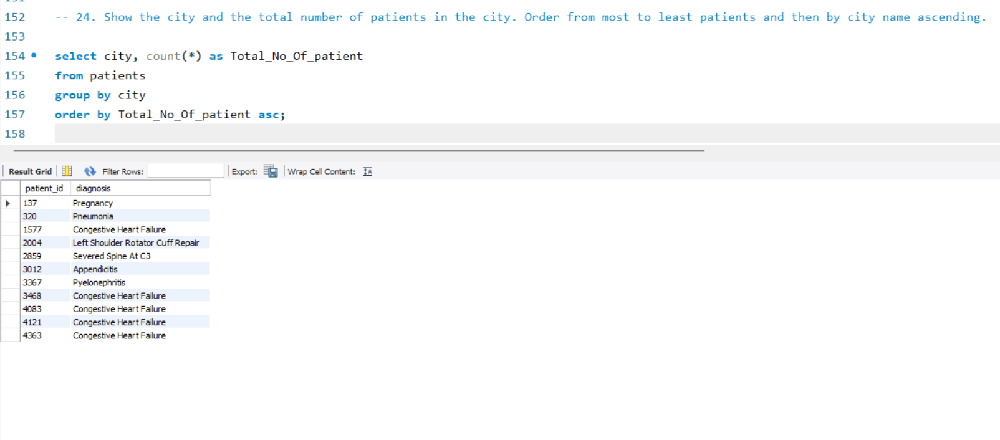 151
152 -- 24. Show the city and the total number of patients in the city. Order from most to least patients and then by city name ascending.
153
154 select city, count(*) as Total_No_Of_patient
155 from patients
156 group by city
157 order by Total_No_Of_patient asc;
158
Result Grid Filter Rows: Export: Wrap Cell Content: IA
patient_id diagnosis
137 Pregnancy
320 Pneumonia
1577 Congestive Heart Failure
2004 Left Shoulder Rotator Cuff Repair
2859 Severed Spine At C3
3012 Appendicitis
3367 Pyelonephritis
3468 Congestive Heart Failure
4083 Congestive Heart Failure
4121 Congestive Heart Failure
4363 Congestive Heart Failure